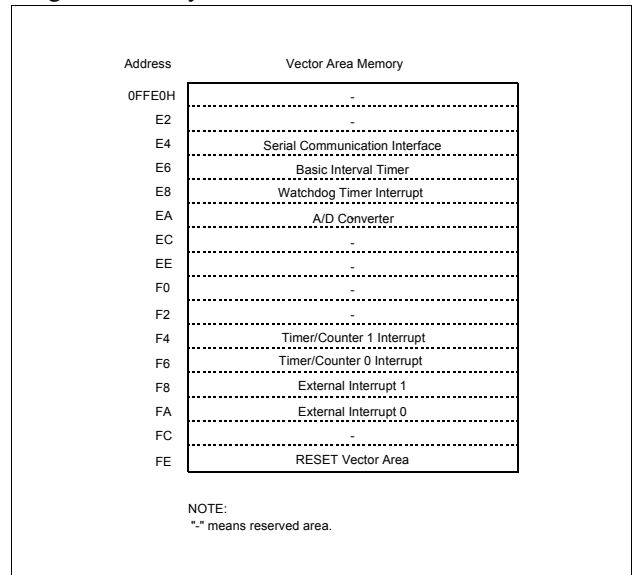 Address Vector Area Memory
0FFE0H -
E2 -
E4 Serial Communication Interface
E6 Basic Interval Timer
E8 Watchdog Timer Interrupt
EA A/D Converter
EC -
EE -
F0 -
F2 -
F4 Timer/Counter 1 Interrupt
F6 Timer/Counter 0 Interrupt
F8 External Interrupt 1
FA External Interrupt 0
FC -
FE RESET Vector Area
NOTE:
"-" means reserved area.